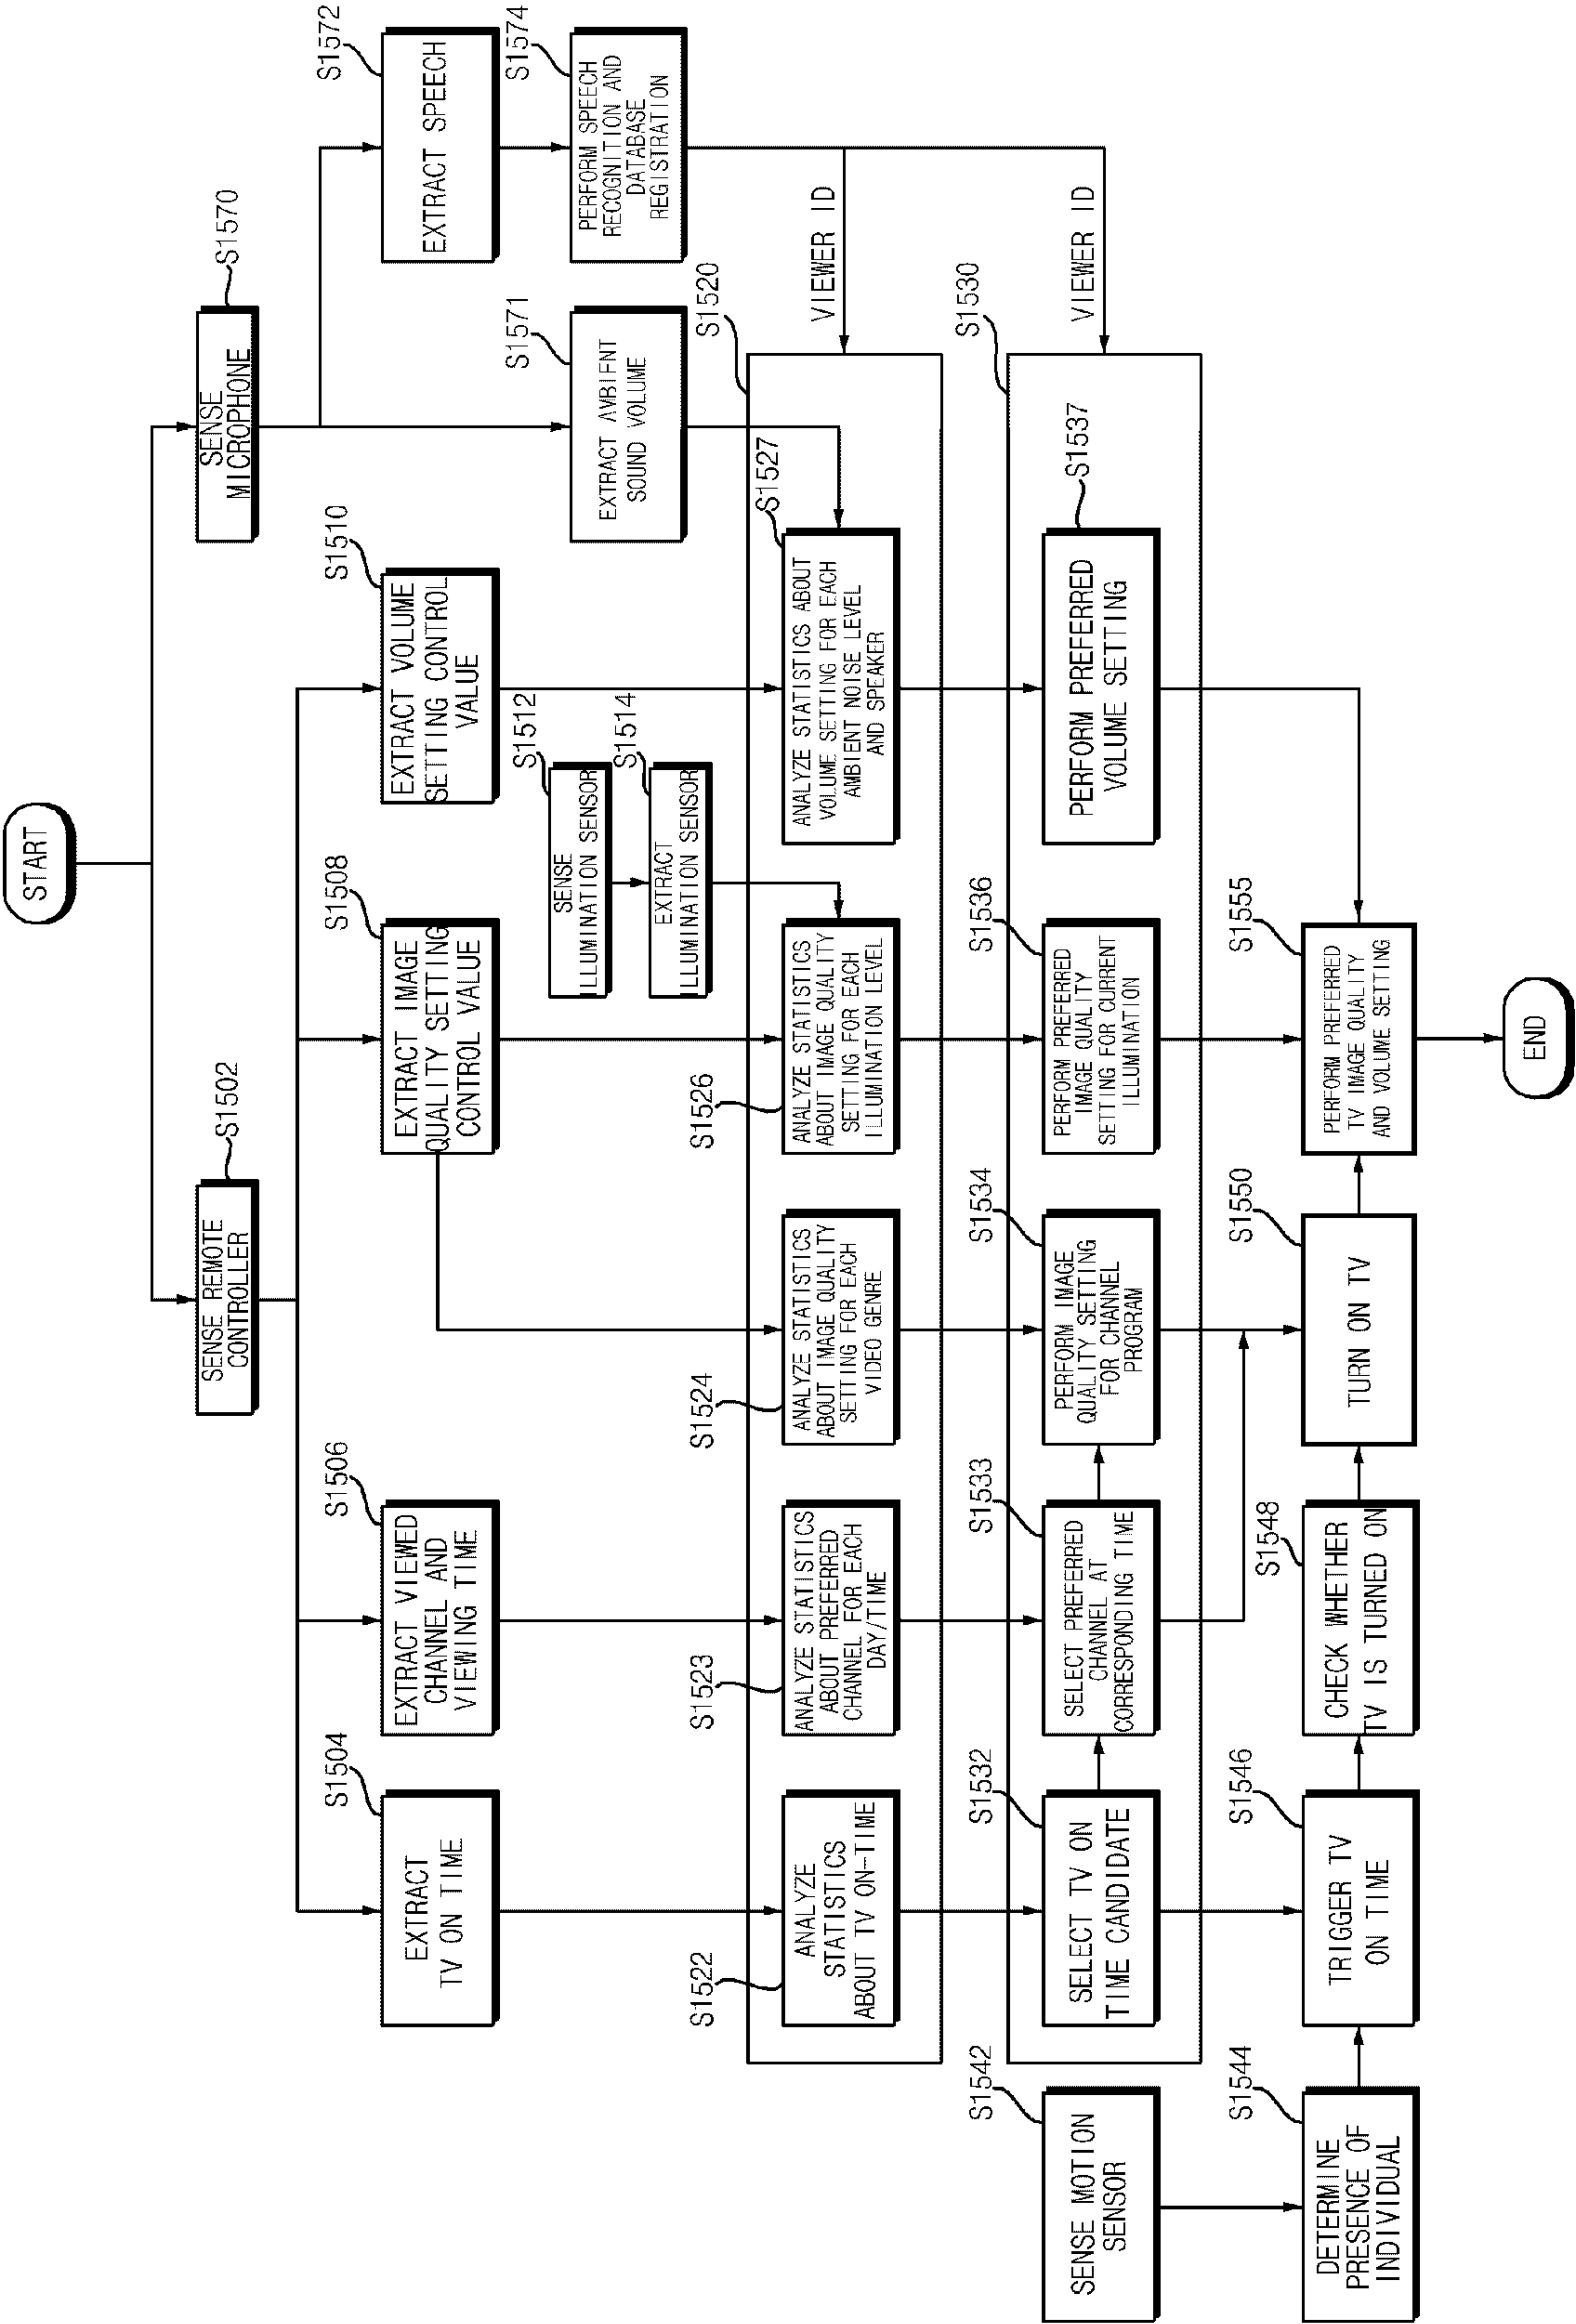 START
SENSE REMOTE
CONTROLLER
S1502
SENSE
MICROPHONE
S1570
EXTRACT
TV ON TIME
S1504
EXTRACT VIEWED
CHANNEL AND
VIEWING TIME
S1506
EXTRACT IMAGE
QUALITY SETTING
CONTROL VALUE
S1508
EXTRACT VOLUME
SETTING CONTROL
VALUE
S1510
EXTRACT SPEECH
S1572
SENSE
ILLUMINATION SENSOR
S1512
EXTRACT
ILLUMINATION SENSOR
S1514
EXTRACT AMBIFNT
SOUND VOLUME
S1571
PERFORM SPEECH
RECOGNITION AND
DATABASE
REGISTRATION
S1574
S1520
VIEWER ID
ANALYZE
STATISTICS
ABOUT TV ON-TIME
S1522
ANALYZE STATISTICS
ABOUT PREFERRED
CHANNEL FOR EACH
DAY/TIME
S1523
ANALYZE STATISTICS
ABOUT IMAGE QUALITY
SETTING FOR EACH
VIDEO GENRE
S1524
ANALYZE STATISTICS
ABOUT IMAGE QUALITY
SETTING FOR EACH
ILLUMINATION LEVEL
S1526
ANALYZE STATISTICS ABOUT
VOLUME SETTING FOR EACH
AMBIENT NOISE LEVEL
AND SPEAKER
S1527
S1530
VIEWER ID
SENSE MOTION
SENSOR
S1542
SELECT TV ON
TIME CANDIDATE
S1532
SELECT PREFERRED
CHANNEL AT
CORRESPONDING TIME
S1533
PERFORM IMAGE
QUALITY SETTING
FOR CHANNEL
PROGRAM
S1534
PERFORM PREFERRED
IMAGE QUALITY
SETTING FOR CURRENT
ILLUMINATION
S1536
PERFORM PREFERRED
VOLUME SETTING
S1537
DETERMINE
PRESENCE OF
INDIVIDUAL
S1544
TRIGGER TV
ON TIME
S1546
CHECK WHETHER
TV IS TURNED ON
S1548
TURN ON TV
S1550
PERFORM PREFERRED
TV IMAGE QUALITY
AND VOLUME SETTING
S1555
END